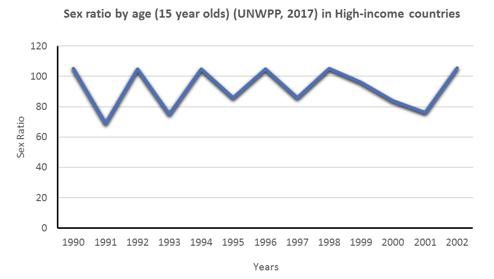 Sex ratio by age (15 year olds) (UNWPP, 2017) in High-income countries
120
100
80
60
40
20
0
Sex Ratio
1990 1991 1992 1993 1994 1995 1996 1997 1998 1999 2000 2001 2002
Years